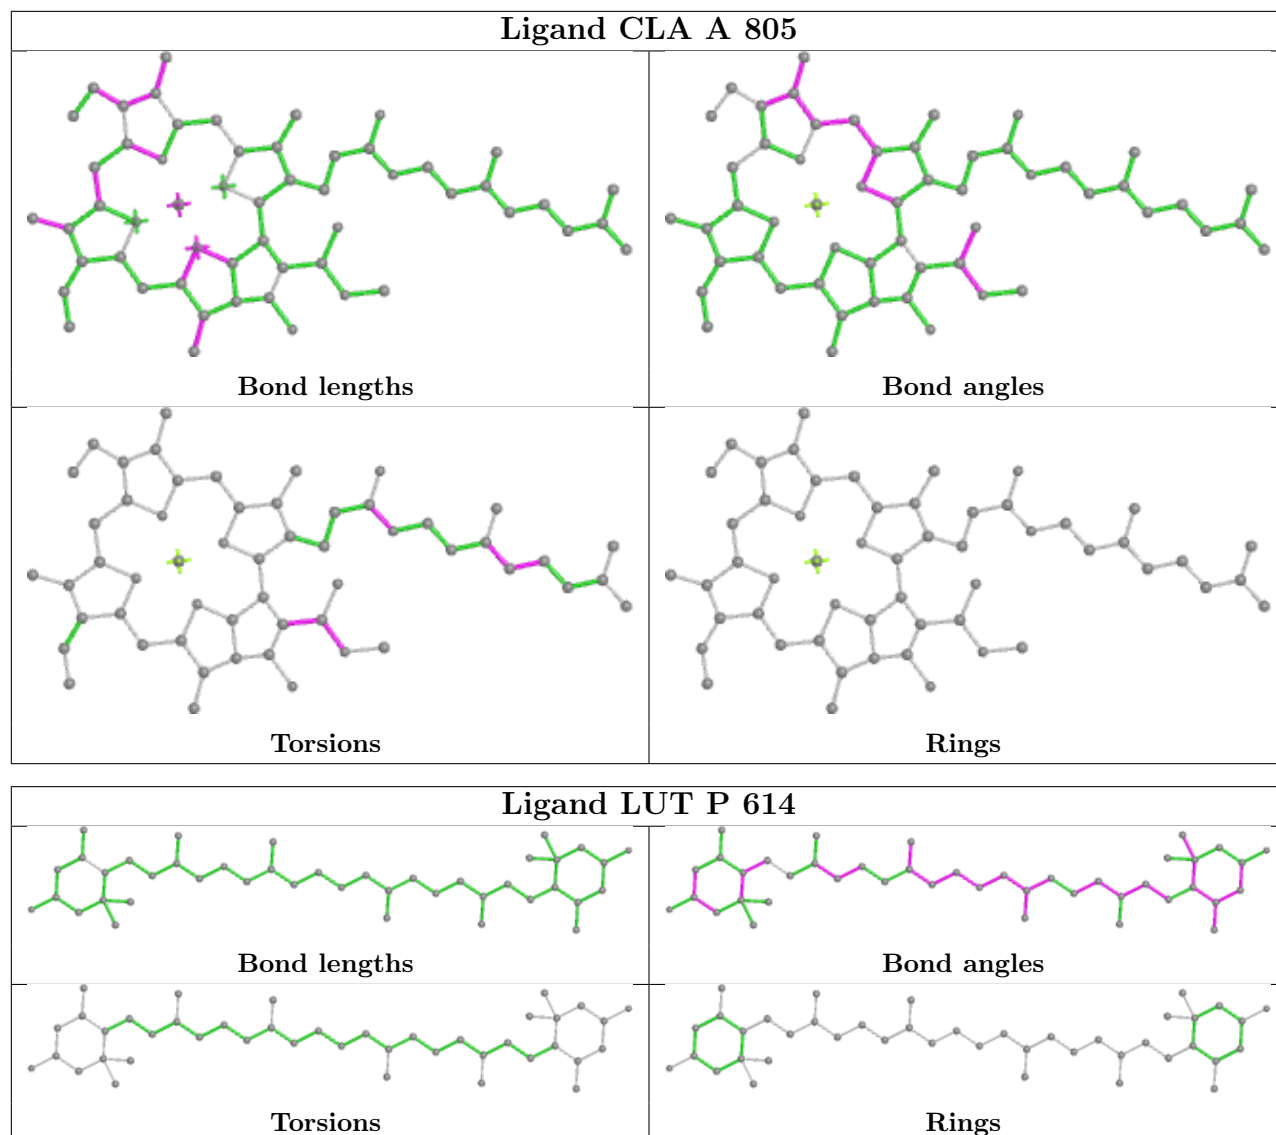 Ligand CLA A 805
Bond lengths
Bond angles
Torsions
Rings
Ligand LUT P 614
Bond lengths
Bond angles
Torsions
Rings